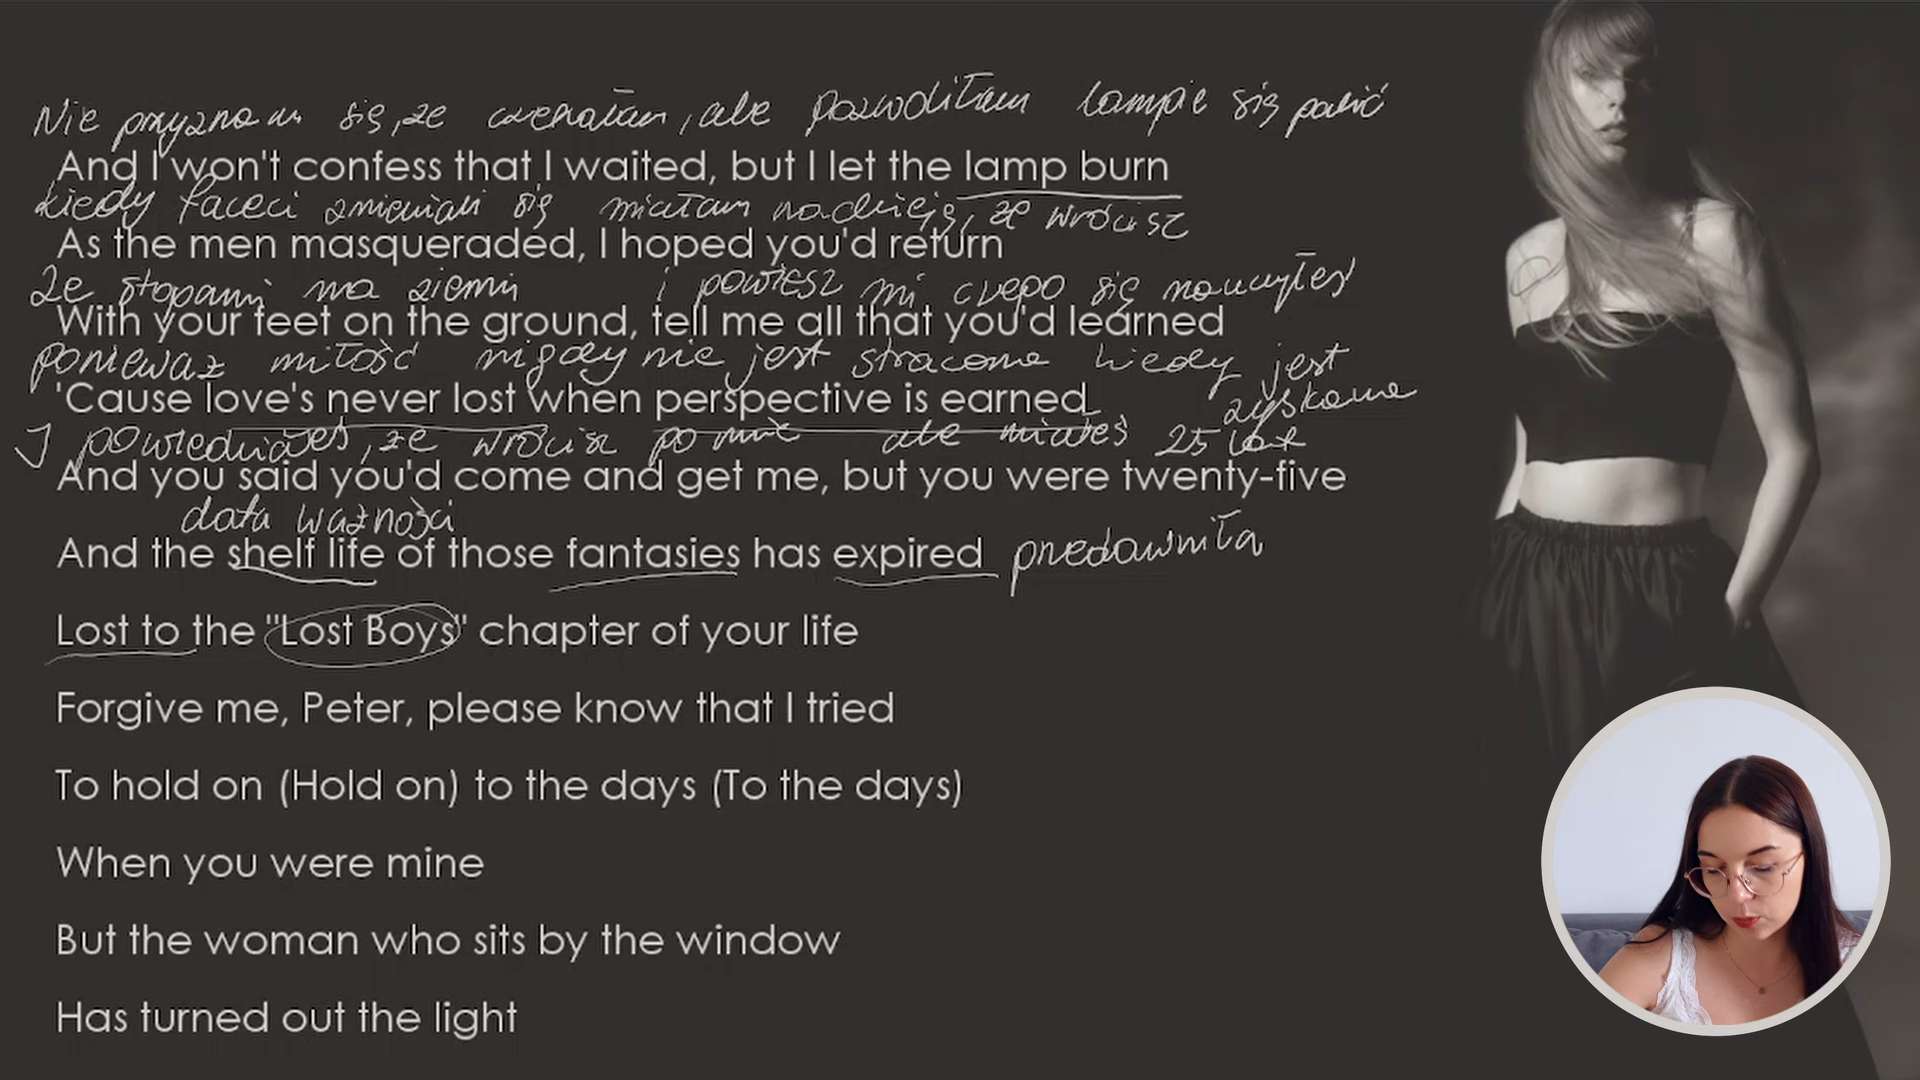 Nie przyznam się, że czekałam, ale pozwoliłam lampie się palić
And I won't confess that I waited, but I let the lamp burn
kiedy faceci zmieniali się miałam nadzieję, że wrócisz
As the men masqueraded, I hoped you'd return
Ze stopami na ziemi i powiesz mi czego się nauczyłeś
With your feet on the ground, tell me all that you'd learned
ponieważ miłość nigdy nie jest stracona kiedy jest
zyskana
'Cause love's never lost when perspective is earned
I powiedziałeś, że wrócisz po mnie ale miałeś 25 lat
And you said you'd come and get me, but you were twenty-five
data ważności
And the shelf life of those fantasies has expired przedawniła
Lost to the "Lost Boys" chapter of your life
Forgive me, Peter, please know that I tried
To hold on (Hold on) to the days (To the days)
When you were mine
But the woman who sits by the window
Has turned out the light